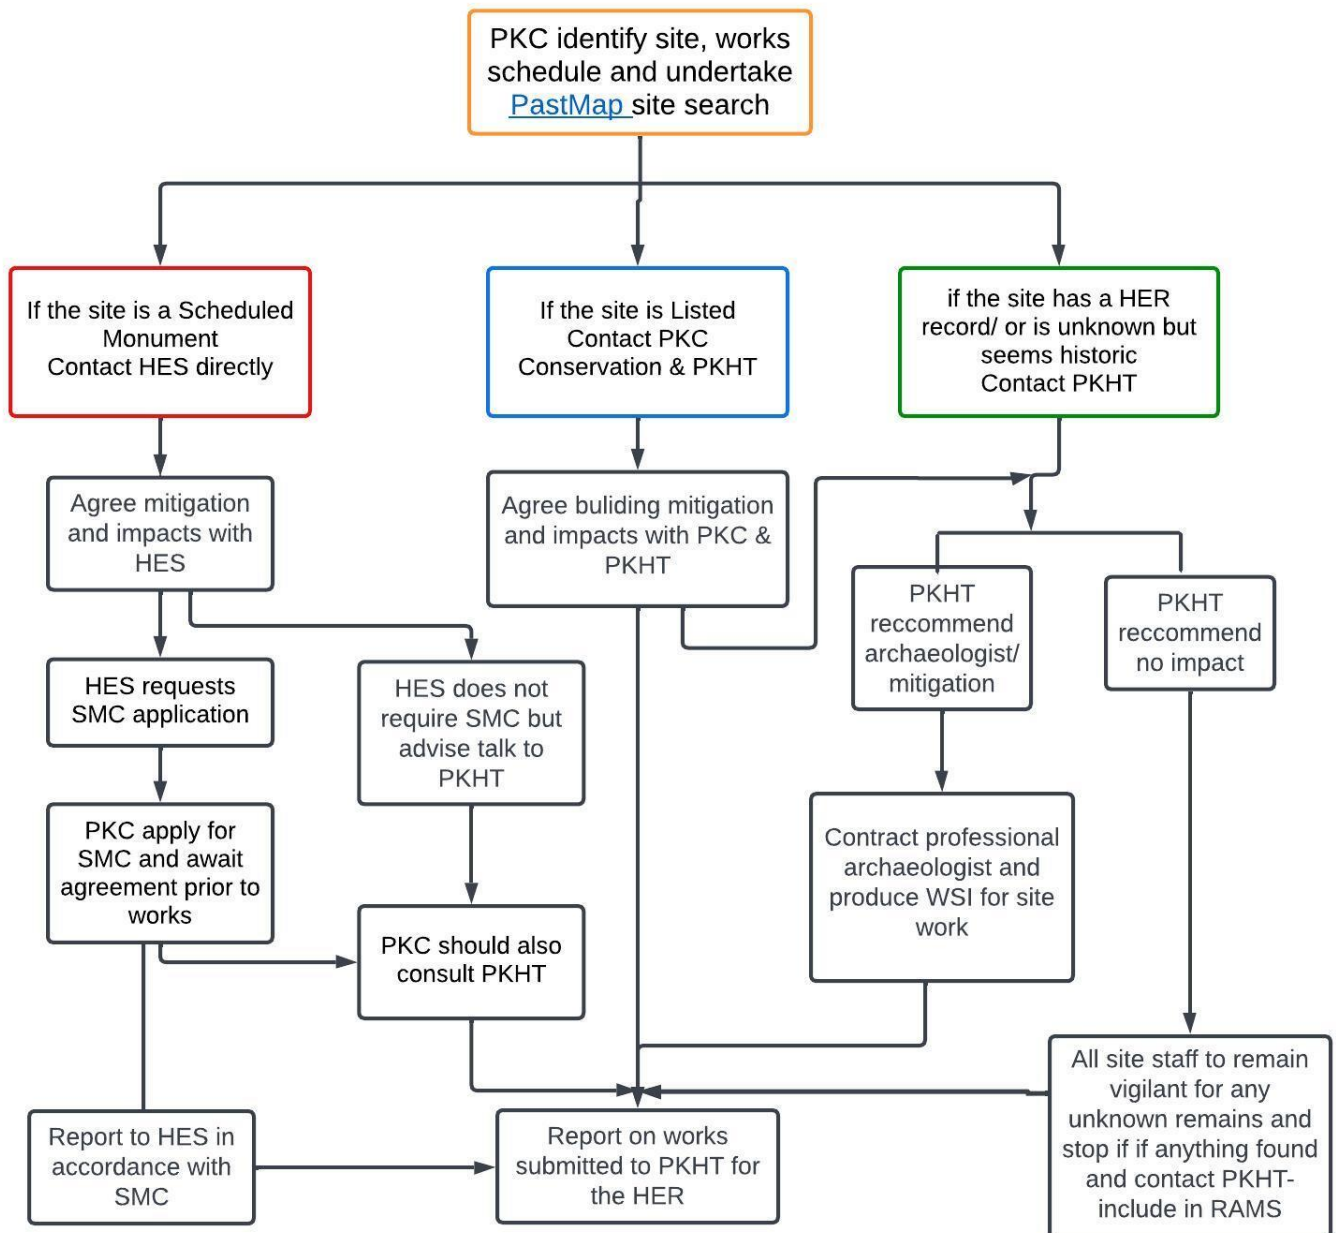 PKC identify site, works
schedule and undertake
PastMap site search
If the site is a Scheduled
Monument
Contact HES directly
If the site is Listed
Contact PKC
Conservation & PKHT
if the site has a HER
record/ or is unknown but
seems historic
Contact PKHT
Agree mitigation
and impacts with
HES
Agree buliding mitigation
and impacts with PKC &
PKHT
PKHT
reccommend
archaeologist/
mitigation
PKHT
reccommend
no impact
HES requests
SMC application
HES does not
require SMC but
advise talk to
PKHT
PKC apply for
SMC and await
agreement prior to
works
Contract professional
archaeologist and
produce WSI for site
work
PKC should also
consult PKHT
All site staff to remain
vigilant for any
unknown remains and
stop if if anything found
and contact PKHT-
include in RAMS
Report to HES in
accordance with
SMC
Report on works
submitted to PKHT for
the HER